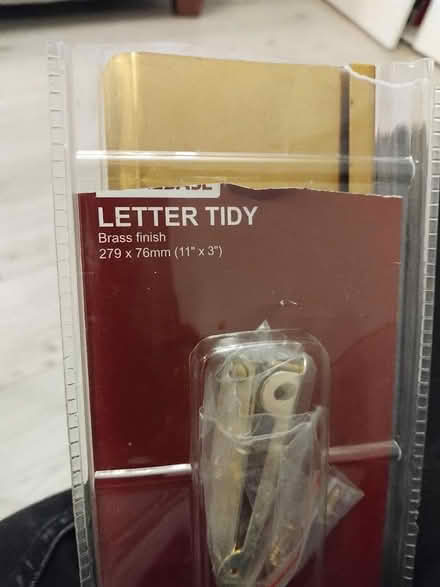 LETTER TIDY
Brass finish
279 x 76mm (11" x 3")